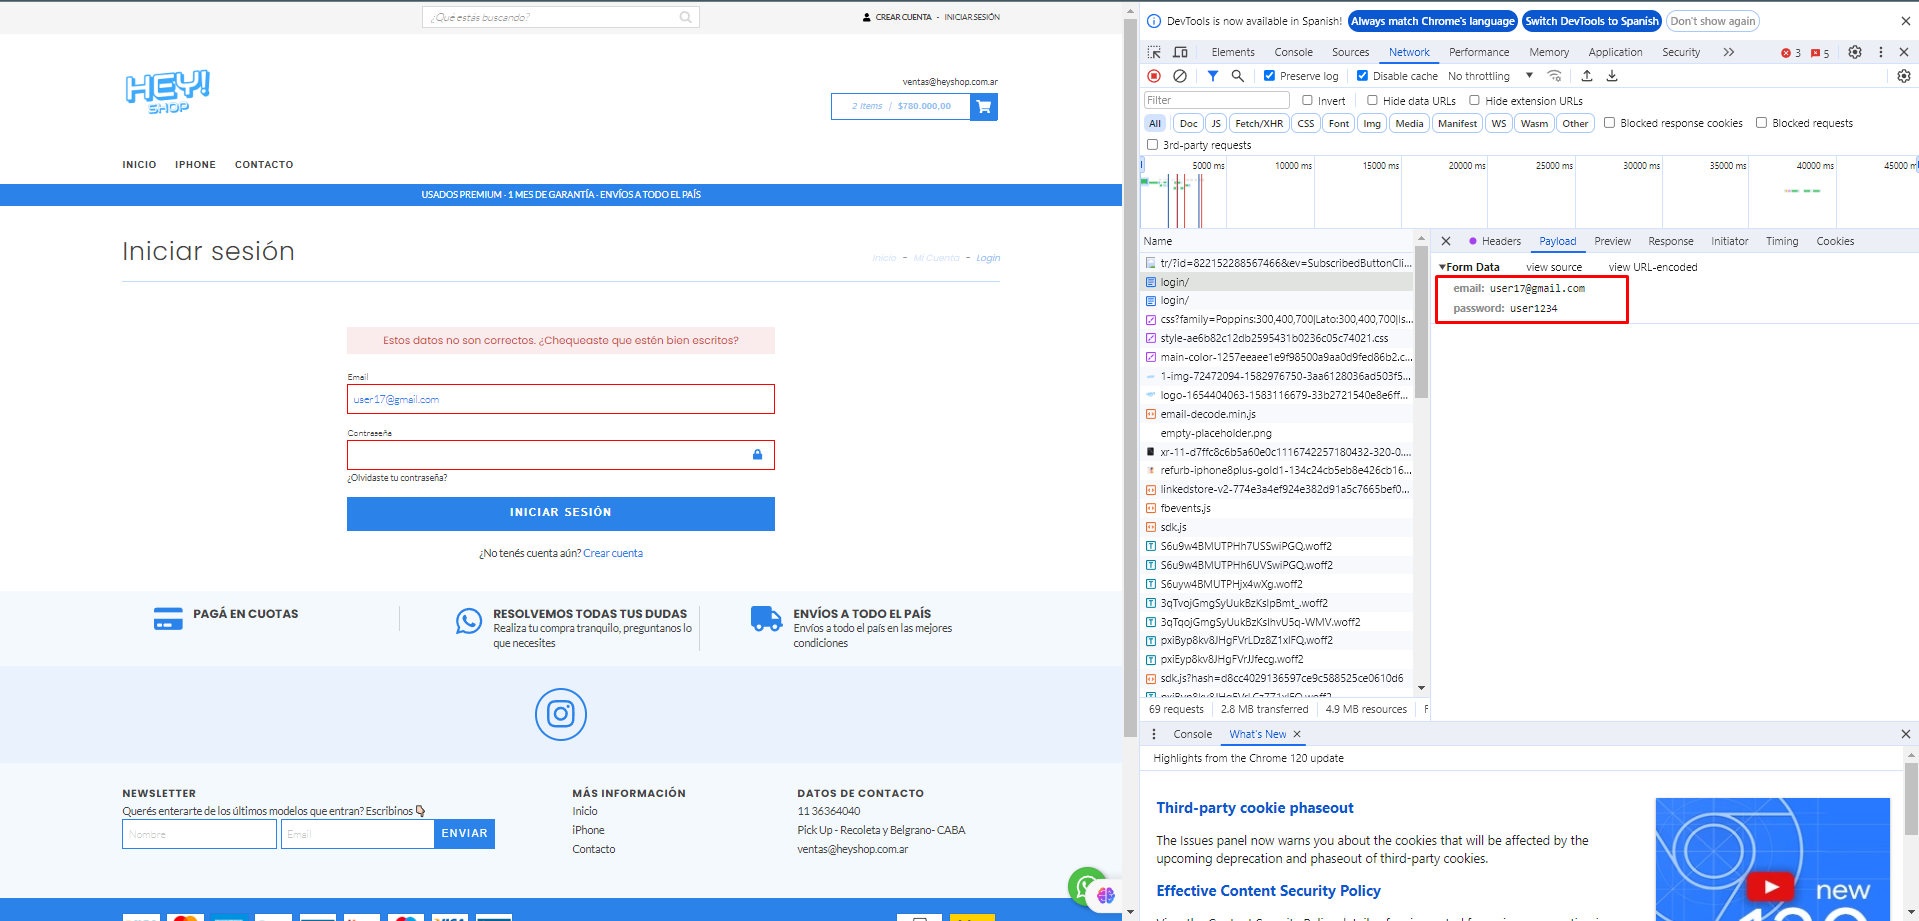 ¿Qué estás buscando?
CREAR CUENTA - INICIAR SESIÓN
HEY!
SHOP
ventas@heyshop.com.ar
2 Items | $780.000,00
INICIO IPHONE CONTACTO
USADOS PREMIUM - 1 MES DE GARANTÍA - ENVÍOS A TODO EL PAÍS
Iniciar sesión
Inicio - Mi Cuenta - Login
Estos datos no son correctos. ¿Chequeaste que estén bien escritos?
Email
user17@gmail.com
Contraseña
¿Olvidaste tu contraseña?
INICIAR SESIÓN
¿No tenés cuenta aún? Crear cuenta
PAGÁ EN CUOTAS
RESOLVEMOS TODAS TUS DUDAS
Realiza tu compra tranquilo, preguntanos lo
que necesites
ENVÍOS A TODO EL PAÍS
Envíos a todo el país en las mejores
condiciones
NEWSLETTER
Querés enterarte de los últimos modelos que entran? Escribinos
Nombre
Email
ENVIAR
MÁS INFORMACIÓN
Inicio
iPhone
Contacto
DATOS DE CONTACTO
11 36364040
Pick Up - Recoleta y Belgrano- CABA
ventas@heyshop.com.ar
DevTools is now available in Spanish! Always match Chrome's language Switch DevTools to Spanish Don't show again
Elements Console Sources Network Performance Memory Application Security 3 5
Preserve log Disable cache No throttling
Filter Invert Hide data URLs Hide extension URLs
All Doc JS Fetch/XHR CSS Font Img Media Manifest WS Wasm Other Blocked response cookies Blocked requests
3rd-party requests
5000 ms 10000 ms 15000 ms 20000 ms 25000 ms 30000 ms 35000 ms 40000 ms 45000 m
Name
tr/?id=822152288567466&ev=SubscribedButtonCli...
login/
login/
css?family=Poppins:300,400,700|Lato:300,400,700|Is...
style-ae6b82c12db2595431b0236c05c74021.css
main-color-1257eeaee1e9f98500a9aa0d9fed86b2.c...
1-img-72472094-1582976750-3aa6128036ad503f5...
logo-1654404063-1583116679-33b2721540e8e6ff...
email-decode.min.js
empty-placeholder.png
xr-11-d7ffc8c6b5a60e0c1116742257180432-320-0....
refurb-iphone8plus-gold1-134c24cb5eb8e426cb16...
linkedstore-v2-774e3a4ef924e382d91a5c7665bef0...
fbevents.js
sdk.js
S6u9w4BMUTPHh7USSwiPGQ.woff2
S6u9w4BMUTPHh6UVSwiPGQ.woff2
S6uyw4BMUTPHjx4wXg.woff2
3qTvojGmgSyUukBzKslpBmt_.woff2
3qTqojGmgSyUukBzKslhvU5q-WMV.woff2
pxiByp8kv8JHgFVrLDz8Z1xlFQ.woff2
pxiEyp8kv8JHgFVrJJfecg.woff2
sdk.js?hash=d8cc4029136597ce9c588525ce0610d6
69 requests 2.8 MB transferred 4.9 MB resources F
Headers Payload Preview Response Initiator Timing Cookies
Form Data view source view URL-encoded
email: user17@gmail.com
password: user1234
Console What's New
Highlights from the Chrome 120 update
Third-party cookie phaseout
The Issues panel now warns you about the cookies that will be affected by the
upcoming deprecation and phaseout of third-party cookies.
Effective Content Security Policy
new